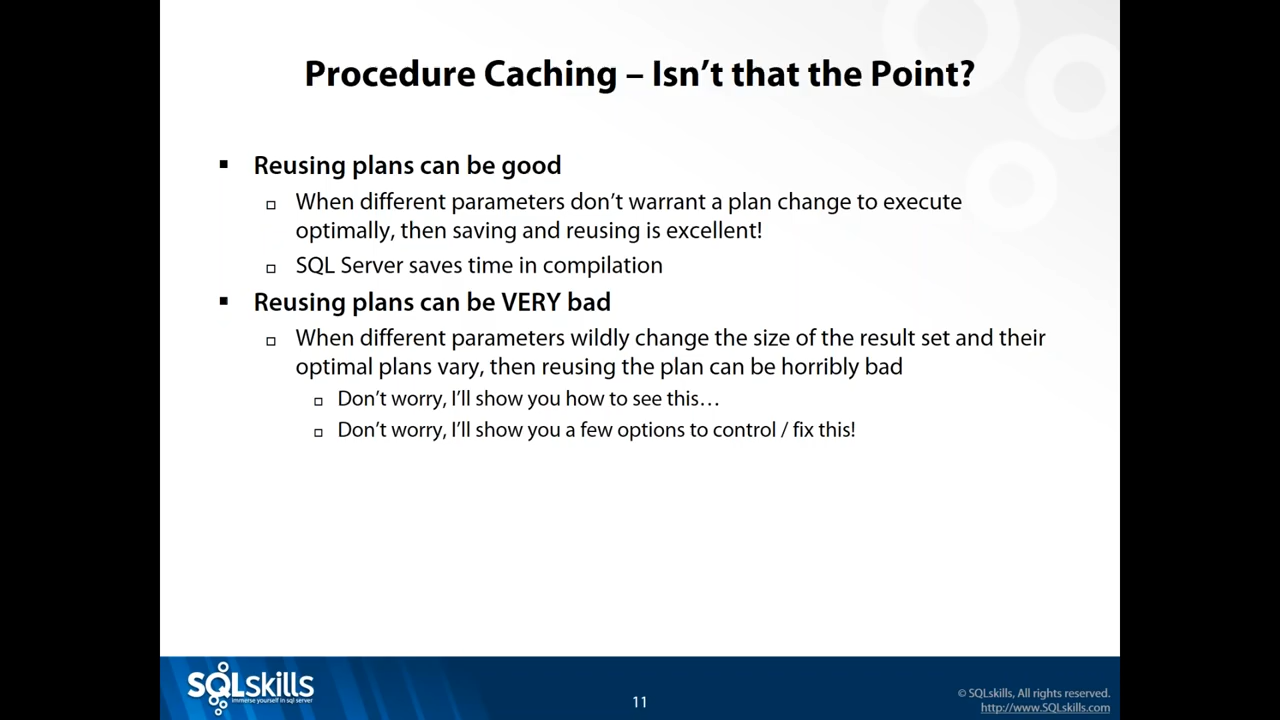 Procedure Caching – Isn’t that the Point?
Reusing plans can be good
When different parameters don’t warrant a plan change to execute
optimally, then saving and reusing is excellent!
SQL Server saves time in compilation
Reusing plans can be VERY bad
When different parameters wildly change the size of the result set and their
optimal plans vary, then reusing the plan can be horribly bad
Don’t worry, I’ll show you how to see this…
Don’t worry, I’ll show you a few options to control / fix this!
SQLskills
immerse yourself in sql server
11
© SQLskills, All rights reserved.
http://www.SQLskills.com